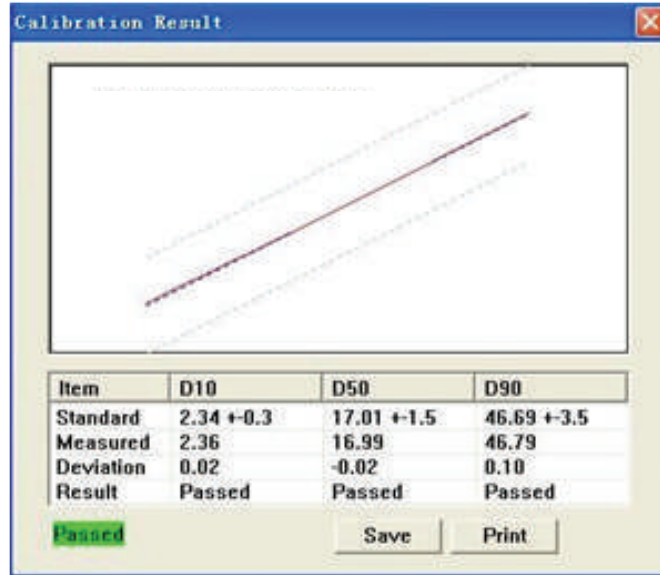 Calibration Result
Item D10 D50 D90
Standard 2.34 +-0.3 17.01 +-1.5 46.69 +-3.5
Measured 2.36 16.99 46.79
Deviation 0.02 -0.02 0.10
Result Passed Passed Passed
Passed Save Print